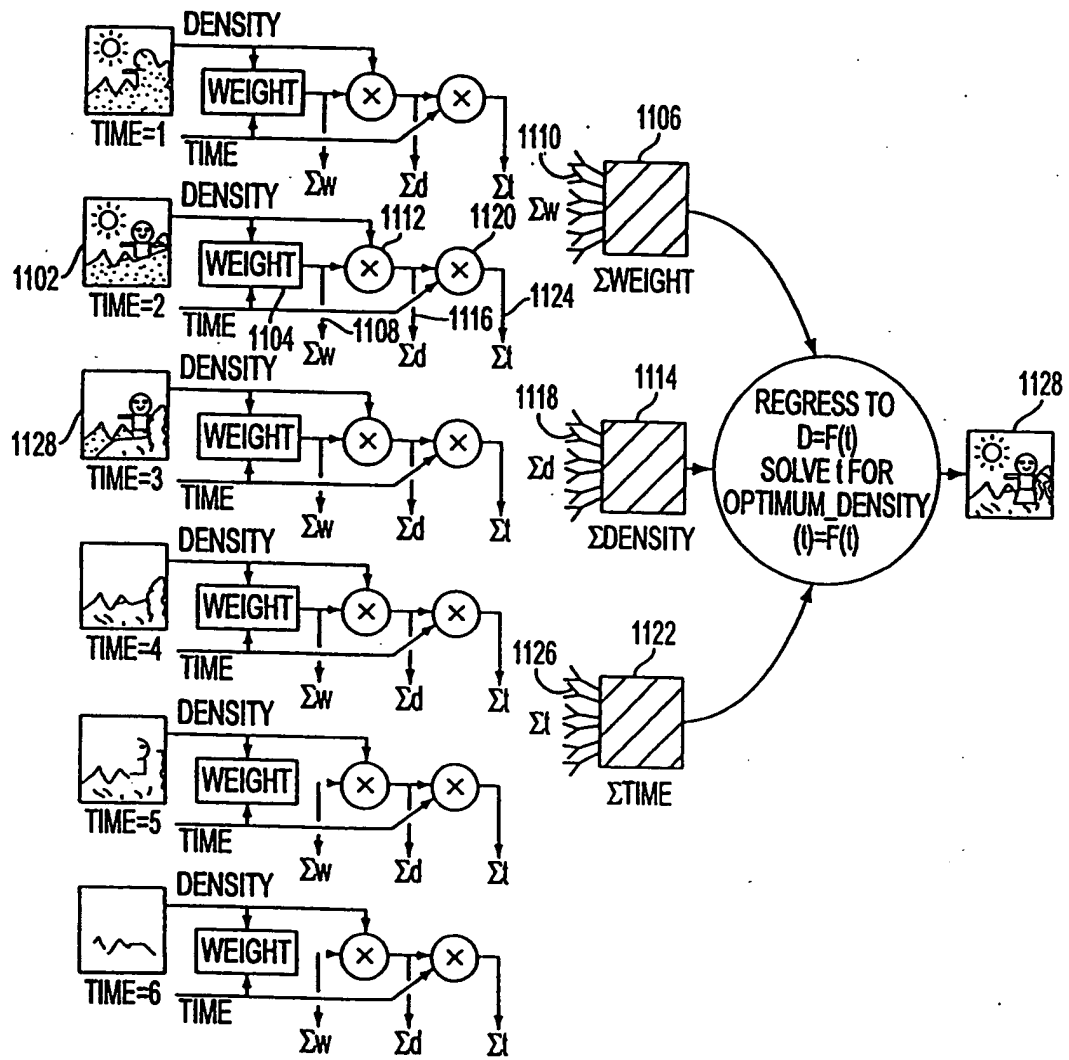 DENSITY
WEIGHT
×
×
TIME=1
TIME
Σw
Σd
Σt
DENSITY
1112
1120
1102
WEIGHT
×
×
TIME=2
TIME
1104
1108
1116
1124
Σw
Σd
Σt
DENSITY
1128
WEIGHT
×
×
TIME=3
TIME
Σw
Σd
Σt
DENSITY
WEIGHT
×
×
TIME=4
TIME
Σw
Σd
Σt
DENSITY
WEIGHT
×
×
TIME=5
TIME
Σw
Σd
Σt
DENSITY
WEIGHT
×
×
TIME=6
TIME
Σw
Σd
Σt
1110
1106
Σw
ΣWEIGHT
1118
1114
Σd
ΣDENSITY
1126
1122
Σt
ΣTIME
REGRESS TO
D=F(t)
SOLVE t FOR
OPTIMUM_DENSITY
(t)=F(t)
1128